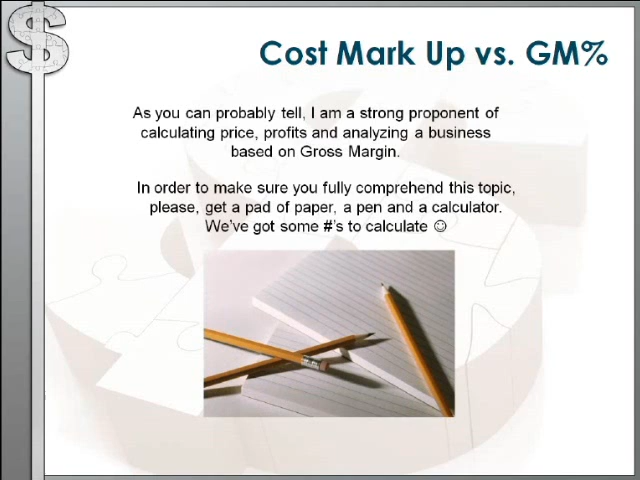 Cost Mark Up vs. GM%
As you can probably tell, I am a strong proponent of
calculating price, profits and analyzing a business
based on Gross Margin.
In order to make sure you fully comprehend this topic,
please, get a pad of paper, a pen and a calculator.
We've got some #'s to calculate ☺